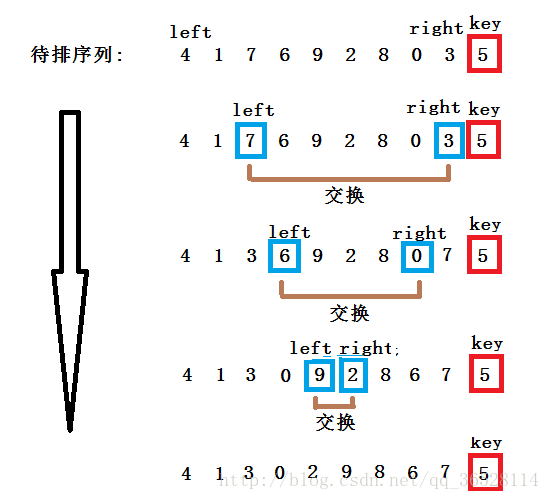 left right key
待排序列: 4 1 7 6 9 2 8 0 3 5
left right key
4 1 7 6 9 2 8 0 3 5
交换
left right key
4 1 3 6 9 2 8 0 7 5
交换
left right; key
4 1 3 0 9 2 8 6 7 5
交换
key
4 1 3 0 2 9 8 6 7 5
http://blog.csdn.net/qq_36528114